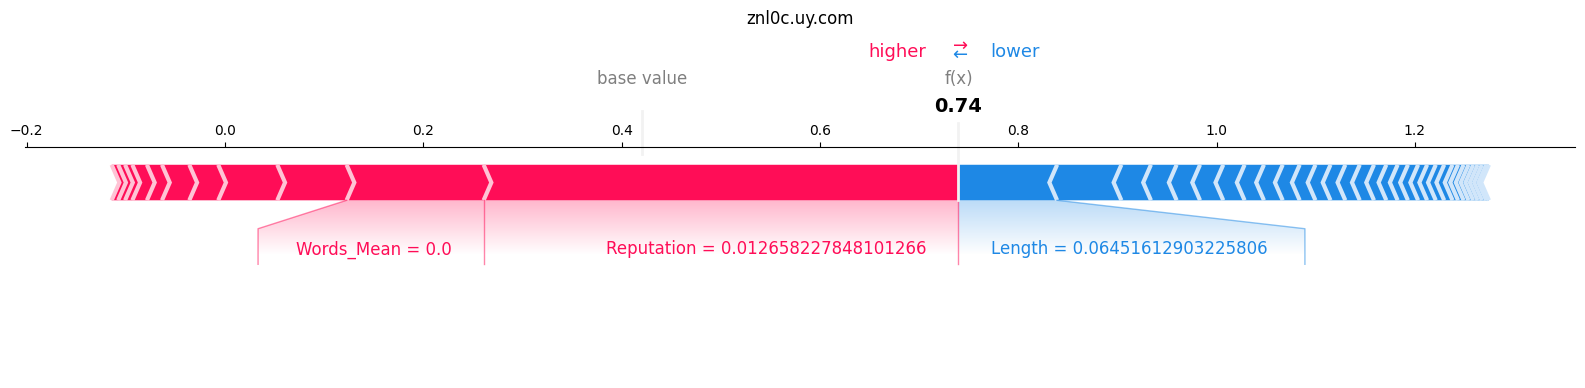 znl0c.uy.com
higher ⇄ lower
base value f(x)
0.74
−0.2 0.0 0.2 0.4 0.6 0.8 1.0 1.2
Words_Mean = 0.0 Reputation = 0.012658227848101266 Length = 0.06451612903225806